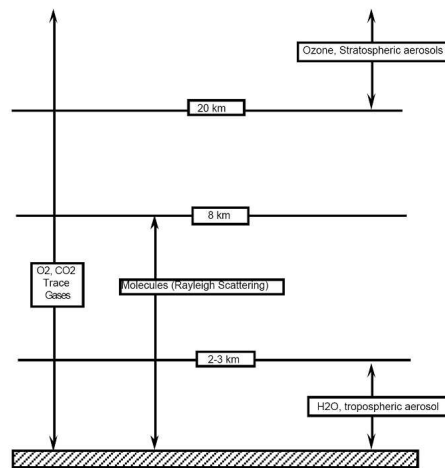 Ozone, Stratospheric aerosols
20 km
8 km
O2, CO2
Trace
Gases
Molecules (Rayleigh Scattering)
2-3 km
H2O, tropospheric aerosol